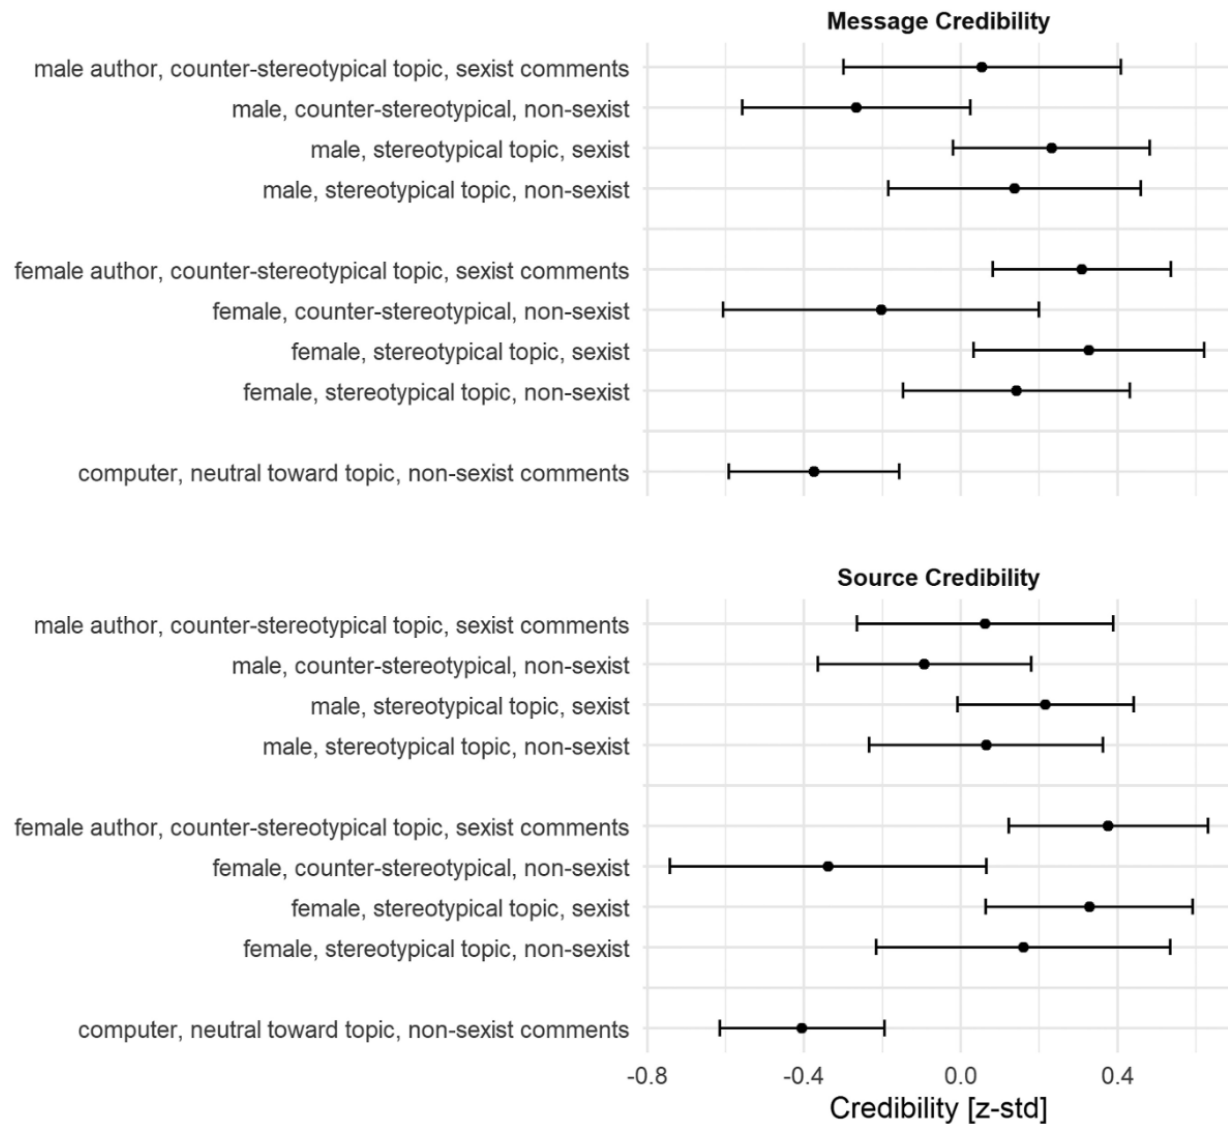 Message Credibility
male author, counter-stereotypical topic, sexist comments
male, counter-stereotypical, non-sexist
male, stereotypical topic, sexist
male, stereotypical topic, non-sexist
female author, counter-stereotypical topic, sexist comments
female, counter-stereotypical, non-sexist
female, stereotypical topic, sexist
female, stereotypical topic, non-sexist
computer, neutral toward topic, non-sexist comments
Source Credibility
male author, counter-stereotypical topic, sexist comments
male, counter-stereotypical, non-sexist
male, stereotypical topic, sexist
male, stereotypical topic, non-sexist
female author, counter-stereotypical topic, sexist comments
female, counter-stereotypical, non-sexist
female, stereotypical topic, sexist
female, stereotypical topic, non-sexist
computer, neutral toward topic, non-sexist comments
-0.8 -0.4 0.0 0.4
Credibility [z-std]